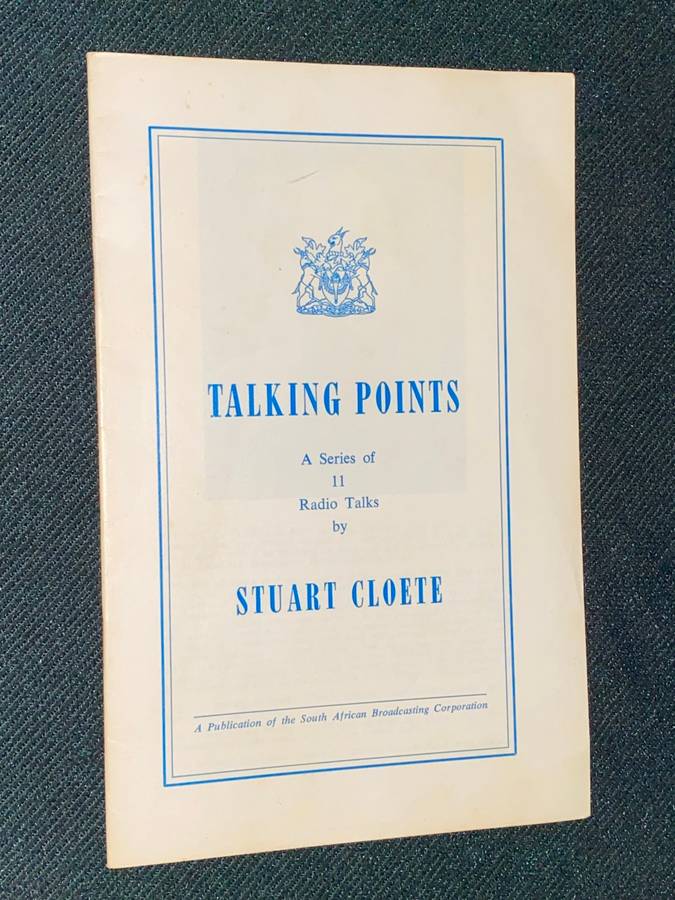 TALKING POINTS
A Series of
11
Radio Talks
by
STUART CLOETE
A Publication of the South African Broadcasting Corporation